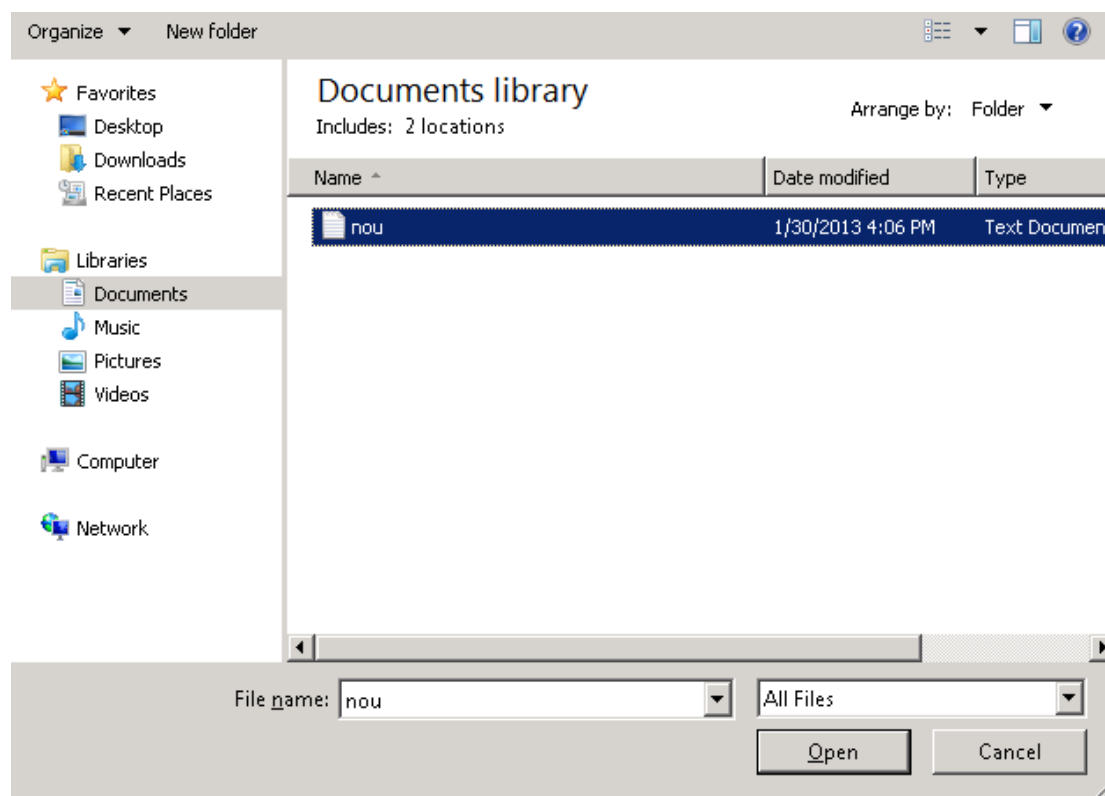 Organize New folder
Favorites
Desktop
Downloads
Recent Places
Libraries
Documents
Music
Pictures
Videos
Computer
Network
Documents library
Includes: 2 locations
Arrange by: Folder
Name Date modified Type
nou 1/30/2013 4:06 PM Text Documen
File name: nou All Files
Open Cancel